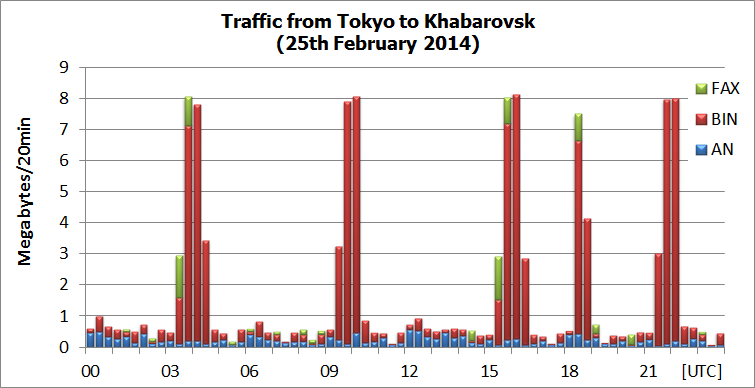 Traffic from Tokyo to Khabarovsk
(25th February 2014)
Megabytes/20min
9
8
7
6
5
4
3
2
1
0
FAX
BIN
AN
00 03 06 09 12 15 18 21 [UTC]